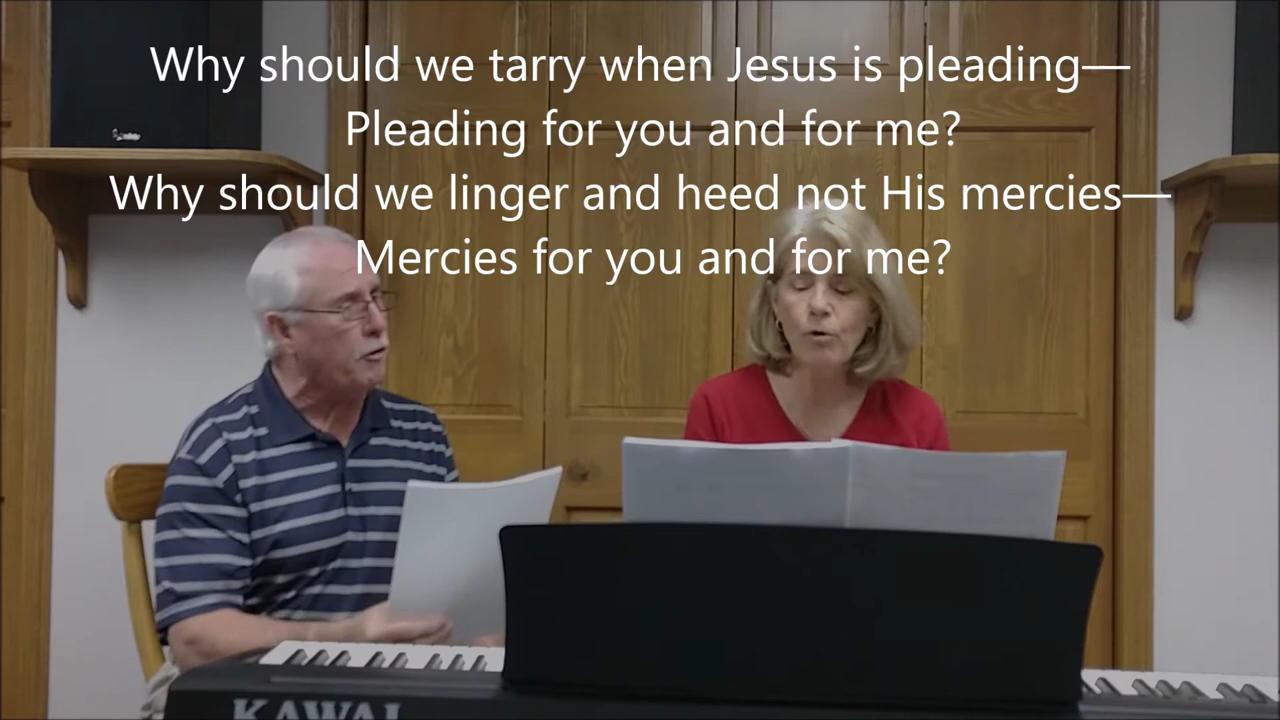 Why should we tarry when Jesus is pleading—
Pleading for you and for me?
Why should we linger and heed not His mercies—
Mercies for you and for me?
KAWAI